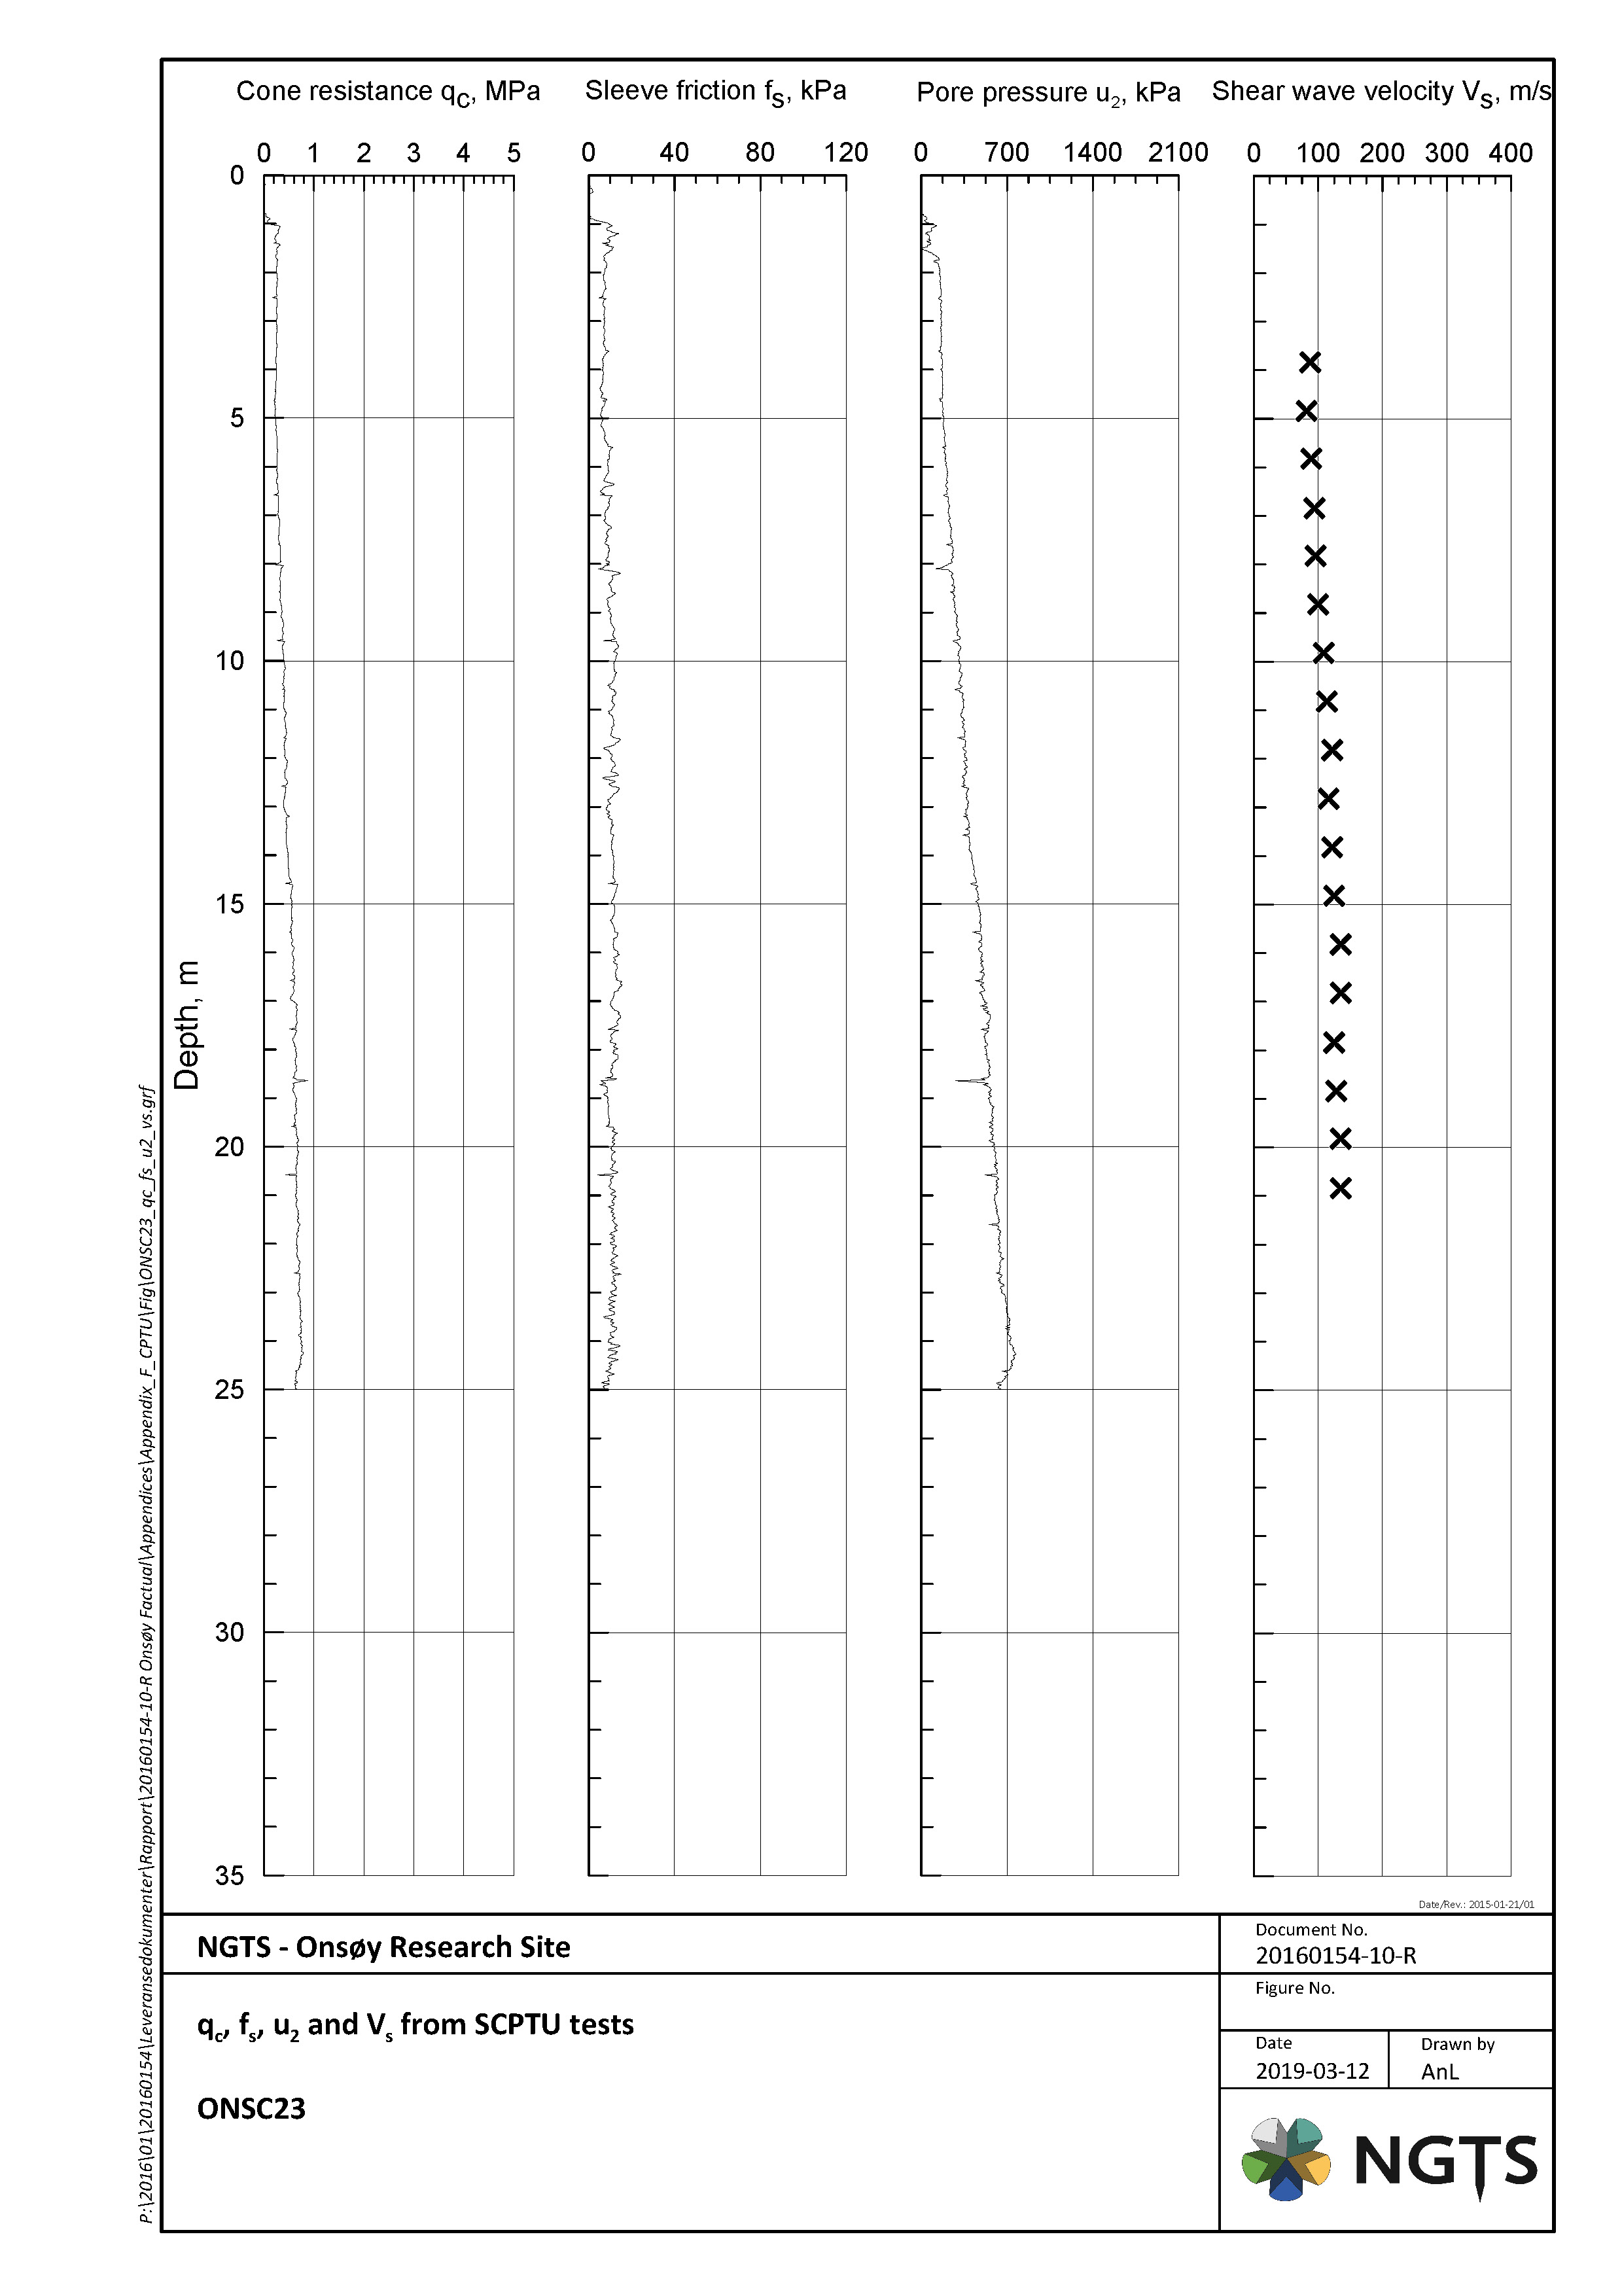 Cone resistance qc, MPa
Sleeve friction fs, kPa
Pore pressure u2, kPa
Shear wave velocity Vs, m/s
0 1 2 3 4 5
0 40 80 120
0 700 1400 2100
0 100 200 300 400
0
5
10
15
20
25
30
35
Depth, m
P:\2016\01\20160154\Leveransedokumenter\Rapport\20160154-10-R Onsøy Factual\Appendices\Appendix_F_CPTU\Fig\ONSC23_qc_fs_u2_vs.grf
Date/Rev.: 2015-01-21/01
NGTS - Onsøy Research Site
Document No.
20160154-10-R
Figure No.
qc, fs, u2 and Vs from SCPTU tests
Date
2019-03-12
Drawn by
AnL
ONSC23
NGTS